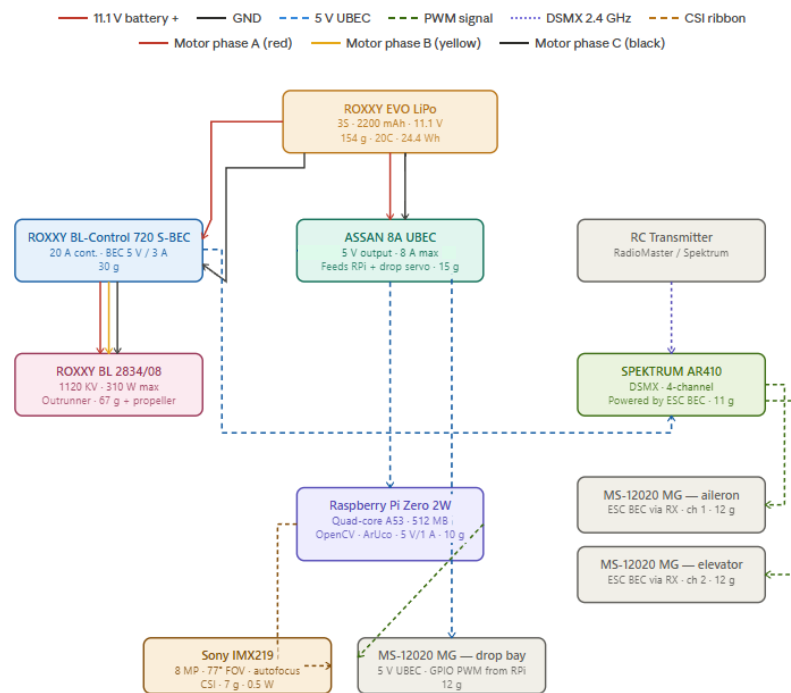 11.1 V battery + GND 5 V UBEC PWM signal DSMX 2.4 GHz CSI ribbon
Motor phase A (red) Motor phase B (yellow) Motor phase C (black)
ROXXY EVO LiPo
3S · 2200 mAh · 11.1 V
154 g · 20C · 24.4 Wh
ROXXY BL-Control 720 S-BEC
20 A cont. · BEC 5 V / 3 A
30 g
ASSAN 8A UBEC
5 V output · 8 A max
Feeds RPi + drop servo · 15 g
RC Transmitter
RadioMaster / Spektrum
ROXXY BL 2834/08
1120 KV · 310 W max
Outrunner · 67 g + propeller
SPEKTRUM AR410
DSMX · 4-channel
Powered by ESC BEC · 11 g
Raspberry Pi Zero 2W
Quad-core A53 · 512 MB
OpenCV · ArUco · 5 V/1 A · 10 g
MS-12020 MG — aileron
ESC BEC via RX · ch 1 · 12 g
MS-12020 MG — elevator
ESC BEC via RX · ch 2 · 12 g
Sony IMX219
8 MP · 77° FOV · autofocus
CSI · 7 g · 0.5 W
MS-12020 MG — drop bay
5 V UBEC · GPIO PWM from RPi
12 g